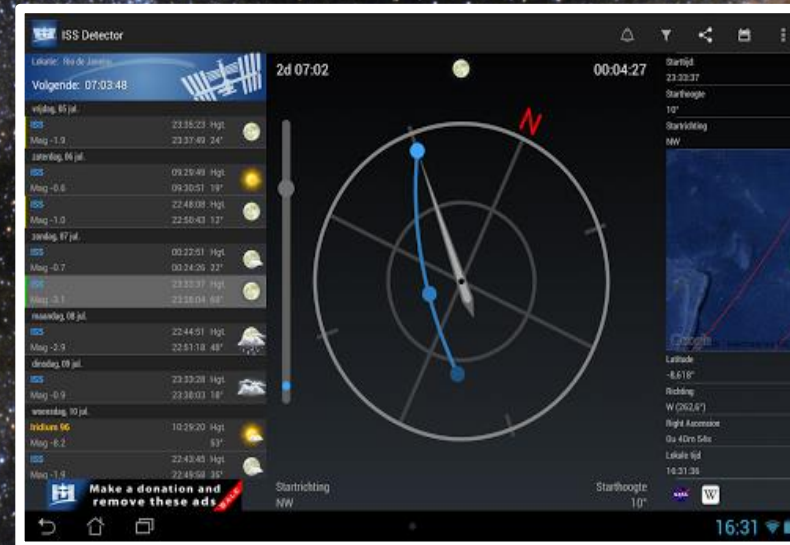 ISS Detector
Lokatie: Rio de Janeiro
Volgende: 07:03:48
vrijdag, 05 jul.
ISS 23:35:23 Hgt.
Mag -1.9 23:37:49 24°
zaterdag, 06 jul.
ISS 09:29:49 Hgt.
Mag -0.6 09:30:51 19°
ISS 22:48:08 Hgt.
Mag -1.0 22:50:43 12°
zondag, 07 jul.
ISS 00:22:51 Hgt.
Mag -0.7 00:24:26 22°
ISS 23:33:37 Hgt.
Mag -3.1 23:38:04 68°
maandag, 08 jul.
ISS 22:44:51 Hgt.
Mag -2.9 22:51:18 48°
dinsdag, 09 jul.
ISS 23:33:28 Hgt.
Mag -0.9 23:38:03 18°
woensdag, 10 jul.
Iridium 96 10:29:20 Hgt.
Mag -8.2 53°
ISS 22:43:45 Hgt.
Mag -1.9 22:49:58 35°
Make a donation and
remove these ads
SALE
2d 07:02
00:04:27
N
Startrichting
NW
Starthoogte
10°
Starttijd
23:33:37
Starthoogte
10°
Startrichting
NW
Latitude
-8,618°
Richting
W (262,6°)
Right Ascension
0u 40m 54s
Lokale tijd
16:31:36
NASA
W
16:31